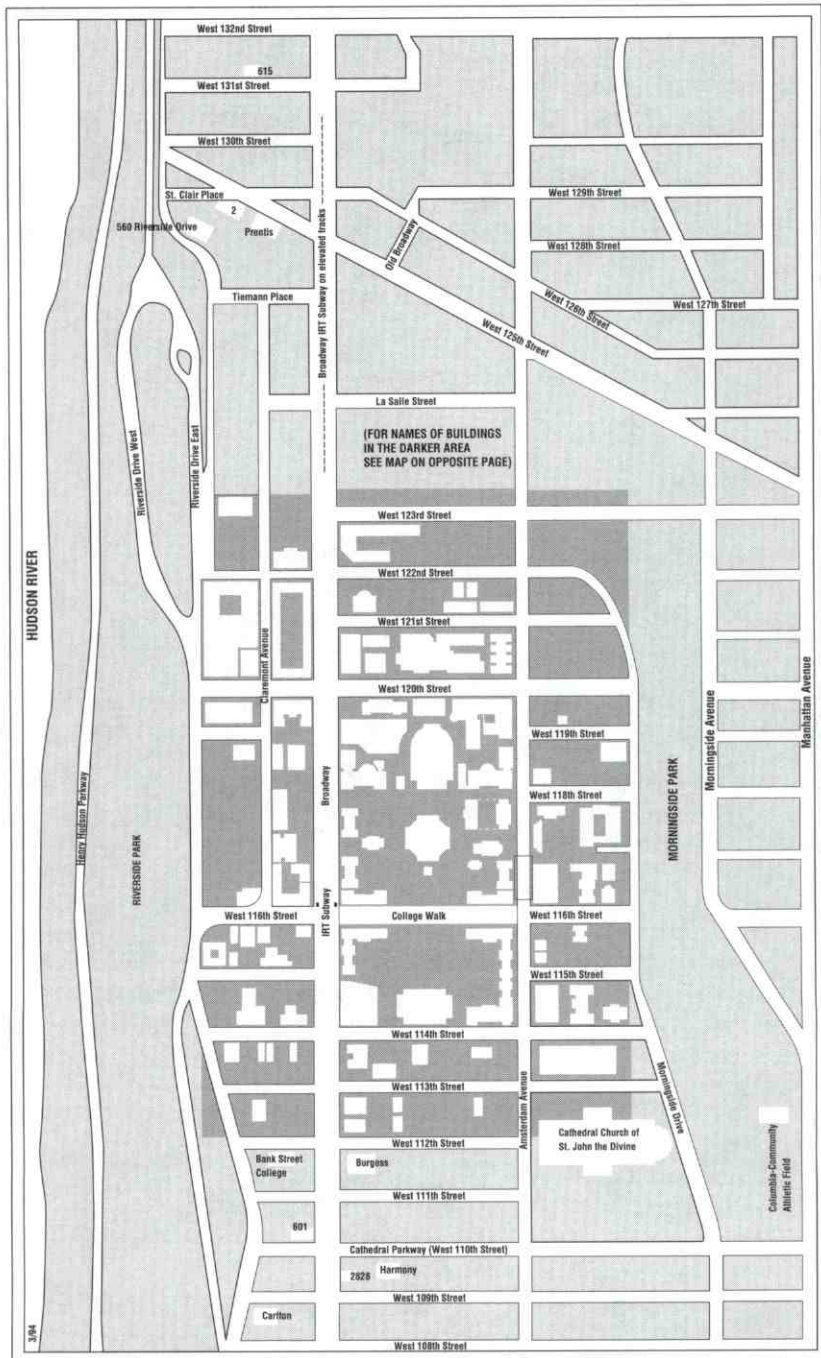 West 132nd Street
615
West 131st Street
West 130th Street
St. Clair Place
2
560 Riverside Drive
Prentis
Tiemann Place
Broadway IRT Subway on elevated tracks
Old Broadway
West 129th Street
West 128th Street
West 127th Street
West 126th Street
West 125th Street
La Salle Street
(FOR NAMES OF BUILDINGS
IN THE DARKER AREA
SEE MAP ON OPPOSITE PAGE)
Riverside Drive West
Riverside Drive East
West 123rd Street
HUDSON RIVER
West 122nd Street
West 121st Street
Claremont Avenue
West 120th Street
Morningside Avenue
Manhattan Avenue
West 119th Street
Henry Hudson Parkway
RIVERSIDE PARK
Broadway
West 118th Street
MORNINGSIDE PARK
West 116th Street
IRT Subway
College Walk
West 116th Street
West 115th Street
West 114th Street
West 113th Street
Amsterdam Avenue
Morningside Drive
West 112th Street
Cathedral Church of
St. John the Divine
Bank Street
College
Burgess
Columbia-Community
Athletic Field
West 111th Street
601
Cathedral Parkway (West 110th Street)
2828
Harmony
West 109th Street
Carlton
3/94
West 108th Street